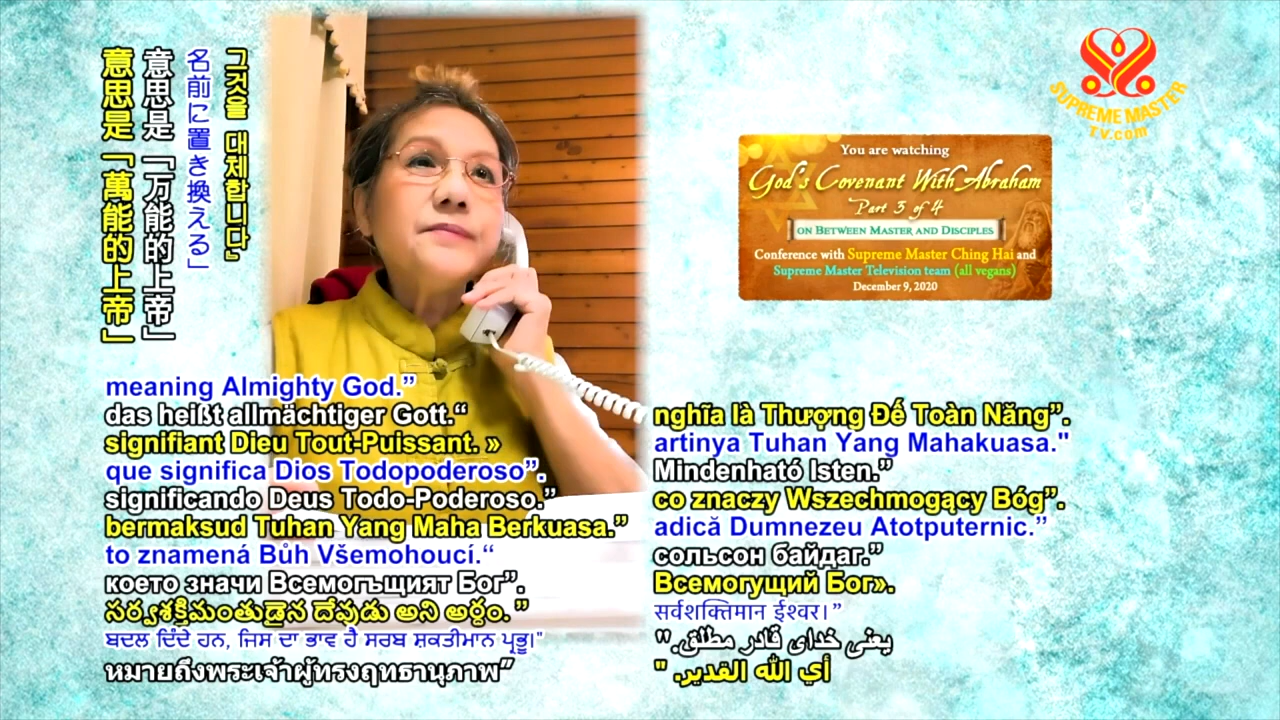 그것을 대체합니다』
名前に置き換える」
意思是「万能的上帝」
意思是「萬能的上帝」
SUPREME MASTER
TV.com
You are watching
God's Covenant With Abraham
Part 3 of 4
ON BETWEEN MASTER AND DISCIPLES
Conference with Supreme Master Ching Hai and
Supreme Master Television team (all vegans)
December 9, 2020
meaning Almighty God.”
das heißt allmächtiger Gott.“
signifiant Dieu Tout-Puissant. »
que significa Dios Todopoderoso”.
significando Deus Todo-Poderoso.”
bermaksud Tuhan Yang Maha Berkuasa.”
to znamená Bůh Všemohoucí.“
което значи Всемогъщият Бог”.
సర్వశక్తిమంతుడైన దేవుడు అని అర్థం. ”
ਬਦਲ ਦਿੰਦੇ ਹਨ, ਜਿਸ ਦਾ ਭਾਵ ਹੈ ਸਰਬ ਸ਼ਕਤੀਮਾਨ ਪ੍ਰਭੂ।"
หมายถึงพระเจ้าผู้ทรงฤทธานุภาพ”
nghĩa là Thượng Đế Toàn Năng”.
artinya Tuhan Yang Mahakuasa."
Mindenható Isten.”
co znaczy Wszechmogący Bóg”.
adică Dumnezeu Atotputernic.”
сольсон байдаг.”
Всемогущий Бог».
सर्वशक्तिमान ईश्वर।”
یعنی خدای قادر مطلق."
أي الله القدير. "